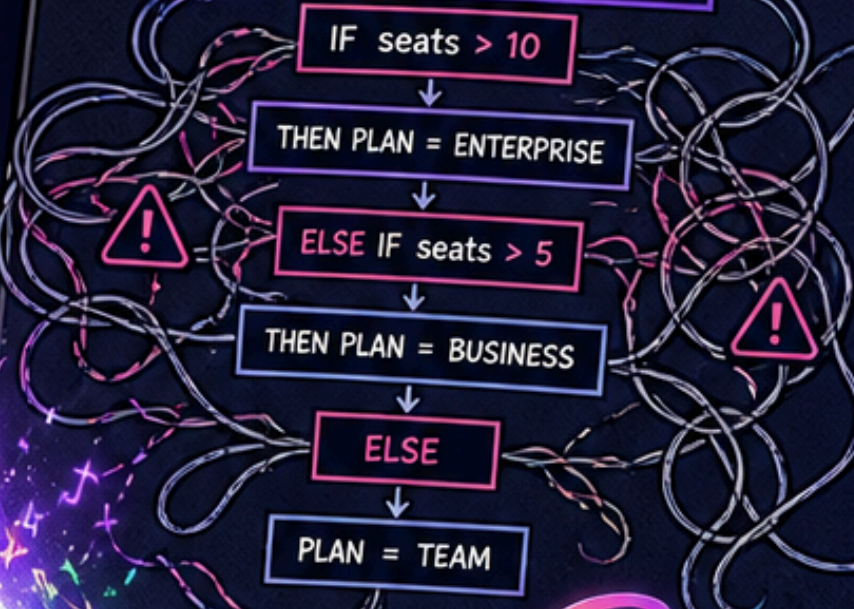 IF seats > 10
THEN PLAN = ENTERPRISE
ELSE IF seats > 5
THEN PLAN = BUSINESS
ELSE
PLAN = TEAM